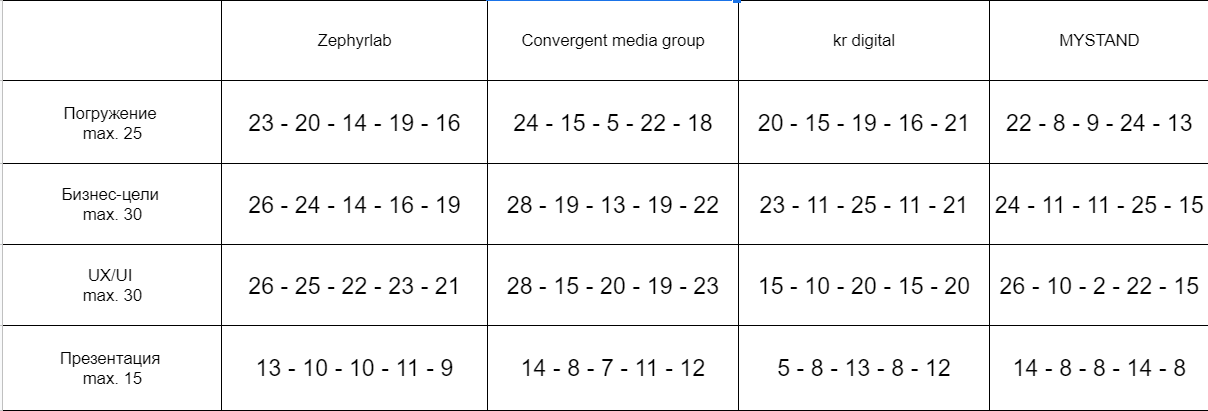 Zephyrlab
Convergent media group
kr digital
MYSTAND
Погружение
max. 25
23 - 20 - 14 - 19 - 16
24 - 15 - 5 - 22 - 18
20 - 15 - 19 - 16 - 21
22 - 8 - 9 - 24 - 13
Бизнес-цели
max. 30
26 - 24 - 14 - 16 - 19
28 - 19 - 13 - 19 - 22
23 - 11 - 25 - 11 - 21
24 - 11 - 11 - 25 - 15
UX/UI
max. 30
26 - 25 - 22 - 23 - 21
28 - 15 - 20 - 19 - 23
15 - 10 - 20 - 15 - 20
26 - 10 - 2 - 22 - 15
Презентация
max. 15
13 - 10 - 10 - 11 - 9
14 - 8 - 7 - 11 - 12
5 - 8 - 13 - 8 - 12
14 - 8 - 8 - 14 - 8